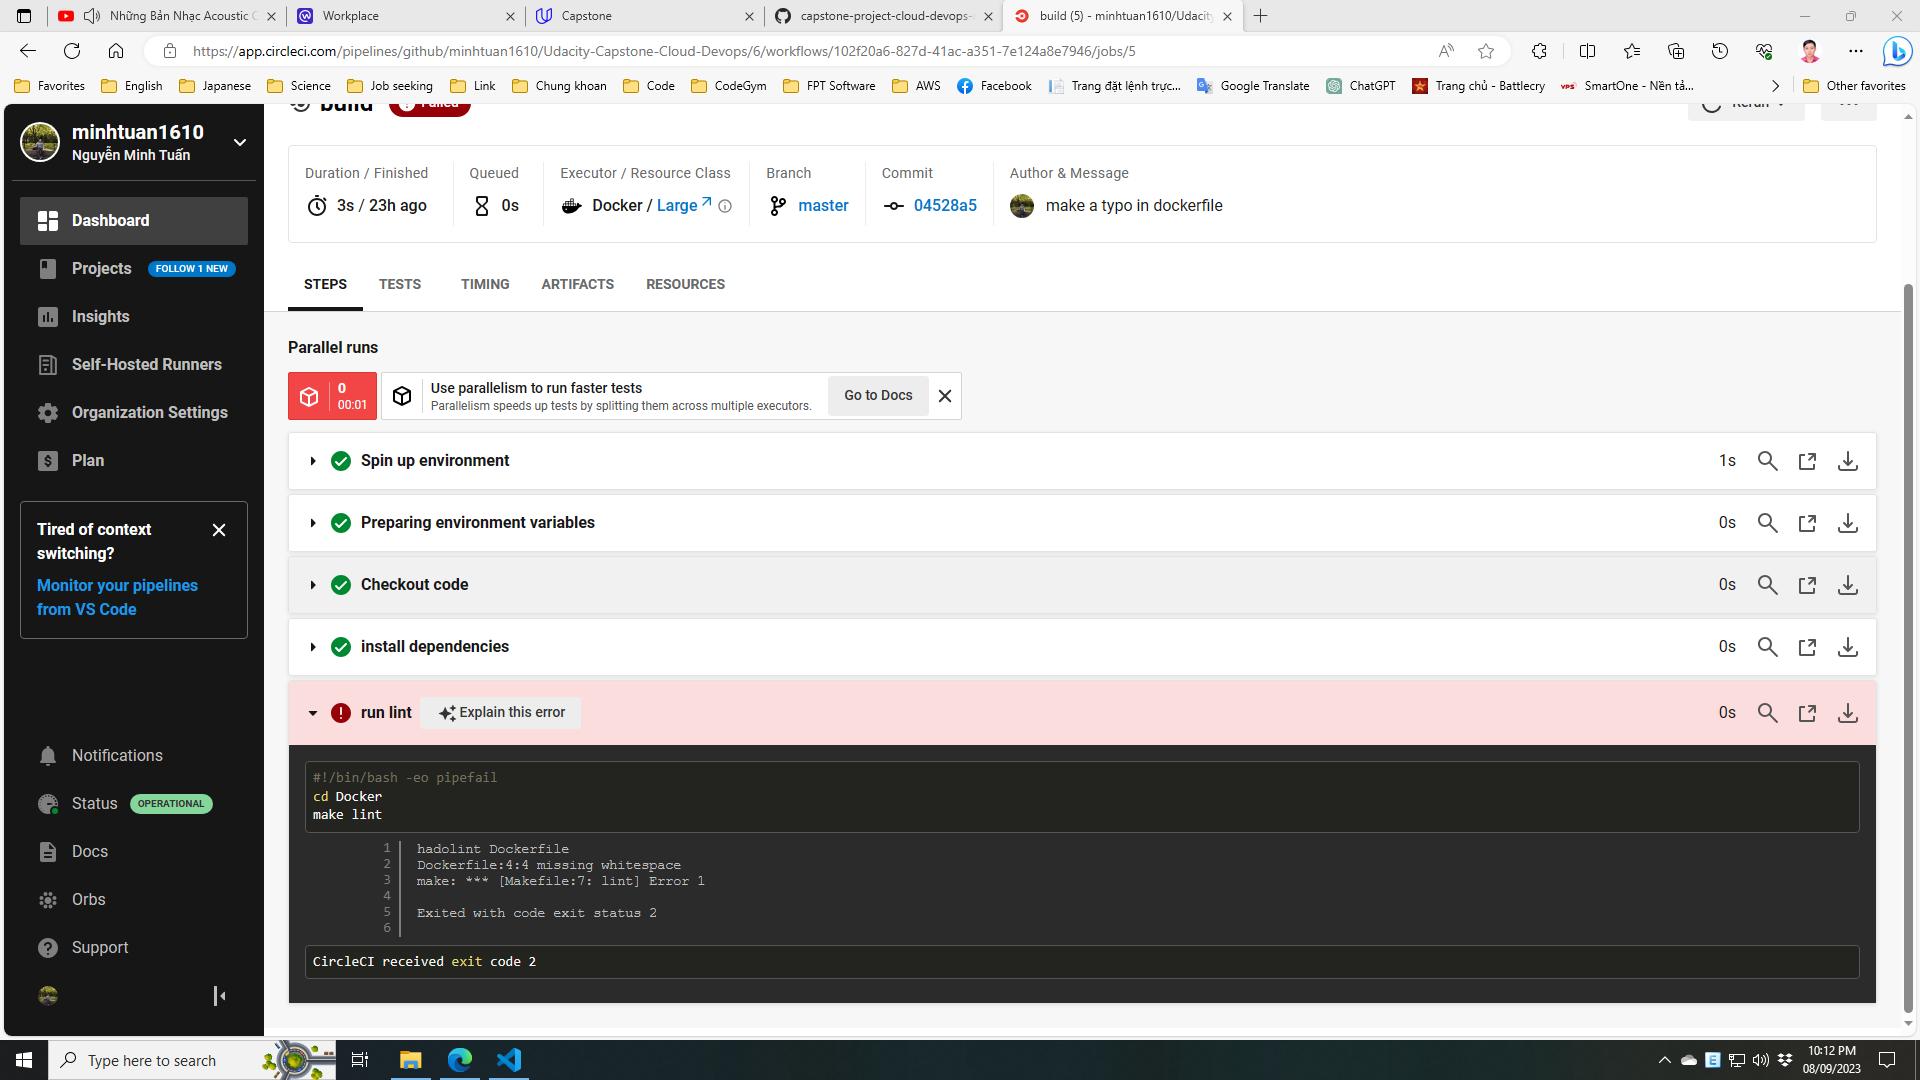 Những Bản Nhạc Acoustic
Workplace
Capstone
capstone-project-cloud-devops-
build (5) - minhtuan1610/Udacity
https://app.circleci.com/pipelines/github/minhtuan1610/Udacity-Capstone-Cloud-Devops/6/workflows/102f20a6-827d-41ac-a351-7e124a8e7946/jobs/5
Favorites
English
Japanese
Science
Job seeking
Link
Chung khoan
Code
CodeGym
FPT Software
AWS
Facebook
Trang đặt lệnh trực...
Google Translate
ChatGPT
Trang chủ - Battlecry
VPS SmartOne - Nền tả...
Other favorites
minhtuan1610
Nguyễn Minh Tuấn
Dashboard
Projects FOLLOW 1 NEW
Insights
Self-Hosted Runners
Organization Settings
Plan
Tired of context
switching?
Monitor your pipelines
from VS Code
Notifications
Status OPERATIONAL
Docs
Orbs
Support
build Failed
Rerun
Duration / Finished
3s / 23h ago
Queued
0s
Executor / Resource Class
Docker / Large
Branch
master
Commit
04528a5
Author & Message
make a typo in dockerfile
STEPS TESTS TIMING ARTIFACTS RESOURCES
Parallel runs
0
00:01
Use parallelism to run faster tests
Parallelism speeds up tests by splitting them across multiple executors.
Go to Docs
Spin up environment 1s
Preparing environment variables 0s
Checkout code 0s
install dependencies 0s
run lint Explain this error 0s
#!/bin/bash -eo pipefail
cd Docker
make lint
1 hadolint Dockerfile
2 Dockerfile:4:4 missing whitespace
3 make: *** [Makefile:7: lint] Error 1
4
5 Exited with code exit status 2
6
CircleCI received exit code 2
Type here to search
10:12 PM
08/09/2023